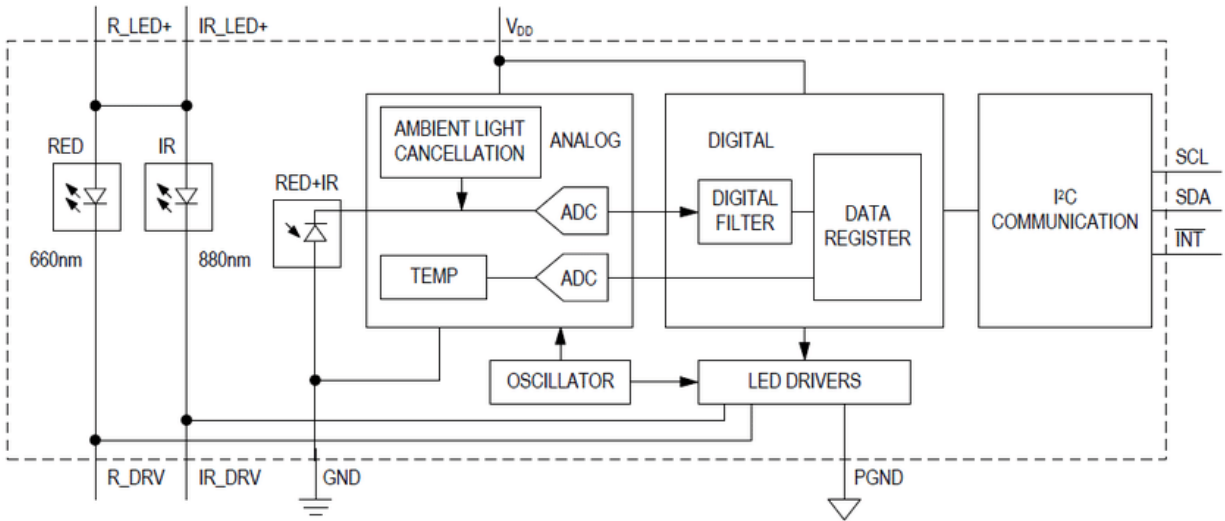 R_LED+
IR_LED+
V_DD
RED
IR
660nm
880nm
RED+IR
AMBIENT LIGHT
CANCELLATION
ANALOG
ADC
TEMP
ADC
DIGITAL
DIGITAL
FILTER
DATA
REGISTER
I²C
COMMUNICATION
SCL
SDA
INT
OSCILLATOR
LED DRIVERS
R_DRV
IR_DRV
GND
PGND